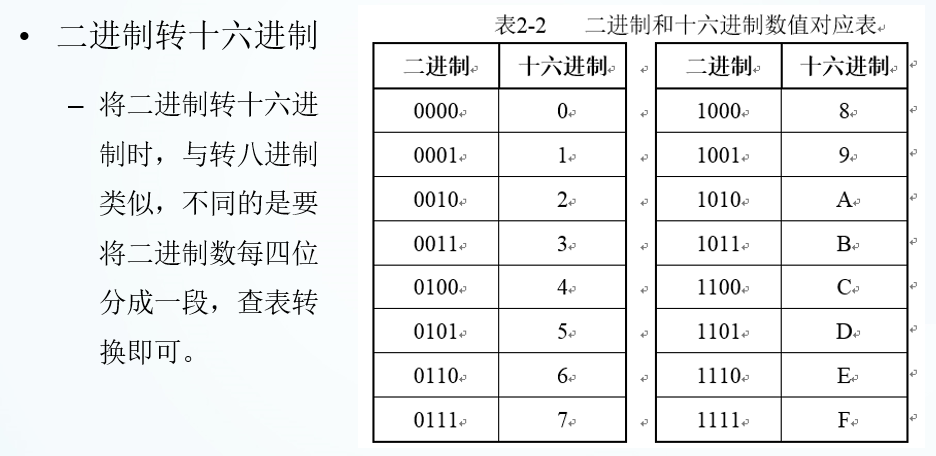 • 二进制转十六进制
– 将二进制转十六进
制时，与转八进制
类似，不同的是要
将二进制数每四位
分成一段，查表转
换即可。
表2-2 二进制和十六进制数值对应表
二进制 十六进制 二进制 十六进制
0000 0 1000 8
0001 1 1001 9
0010 2 1010 A
0011 3 1011 B
0100 4 1100 C
0101 5 1101 D
0110 6 1110 E
0111 7 1111 F